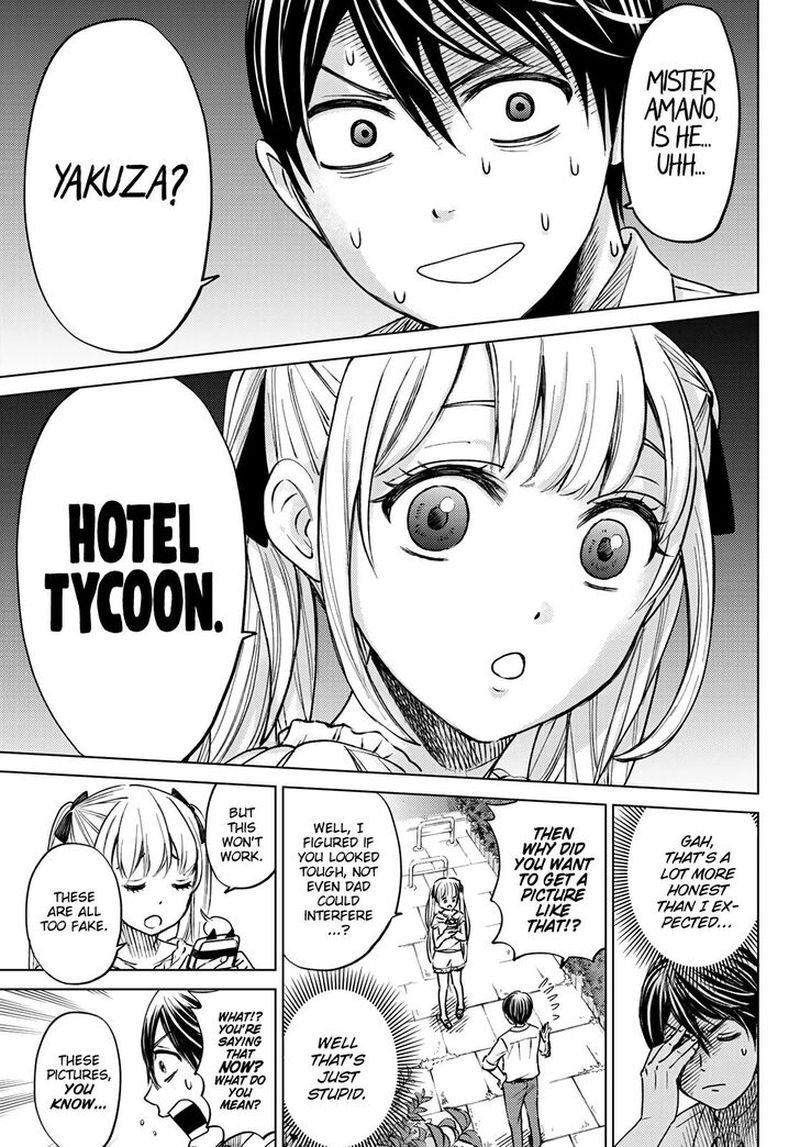 MISTER
AMANO,
IS HE...
UHH...
YAKUZA?
HOTEL
TYCOON.
GAH,
THAT'S A
LOT MORE
HONEST
THAN I EX-
PECTED...
THEN
WHY DID
YOU WANT
TO GET A
PICTURE
LIKE
THAT!?
WELL, I
FIGURED IF
YOU LOOKED
TOUGH, NOT
EVEN DAD
COULD
INTERFERE
...?
WELL
THAT'S
JUST
STUPID.
BUT
THIS
WON'T
WORK.
THESE
ARE ALL
TOO FAKE.
WHAT!?
YOU'RE
SAYING
THAT
NOW?
WHAT DO
YOU
MEAN?
THESE
PICTURES,
YOU
KNOW...